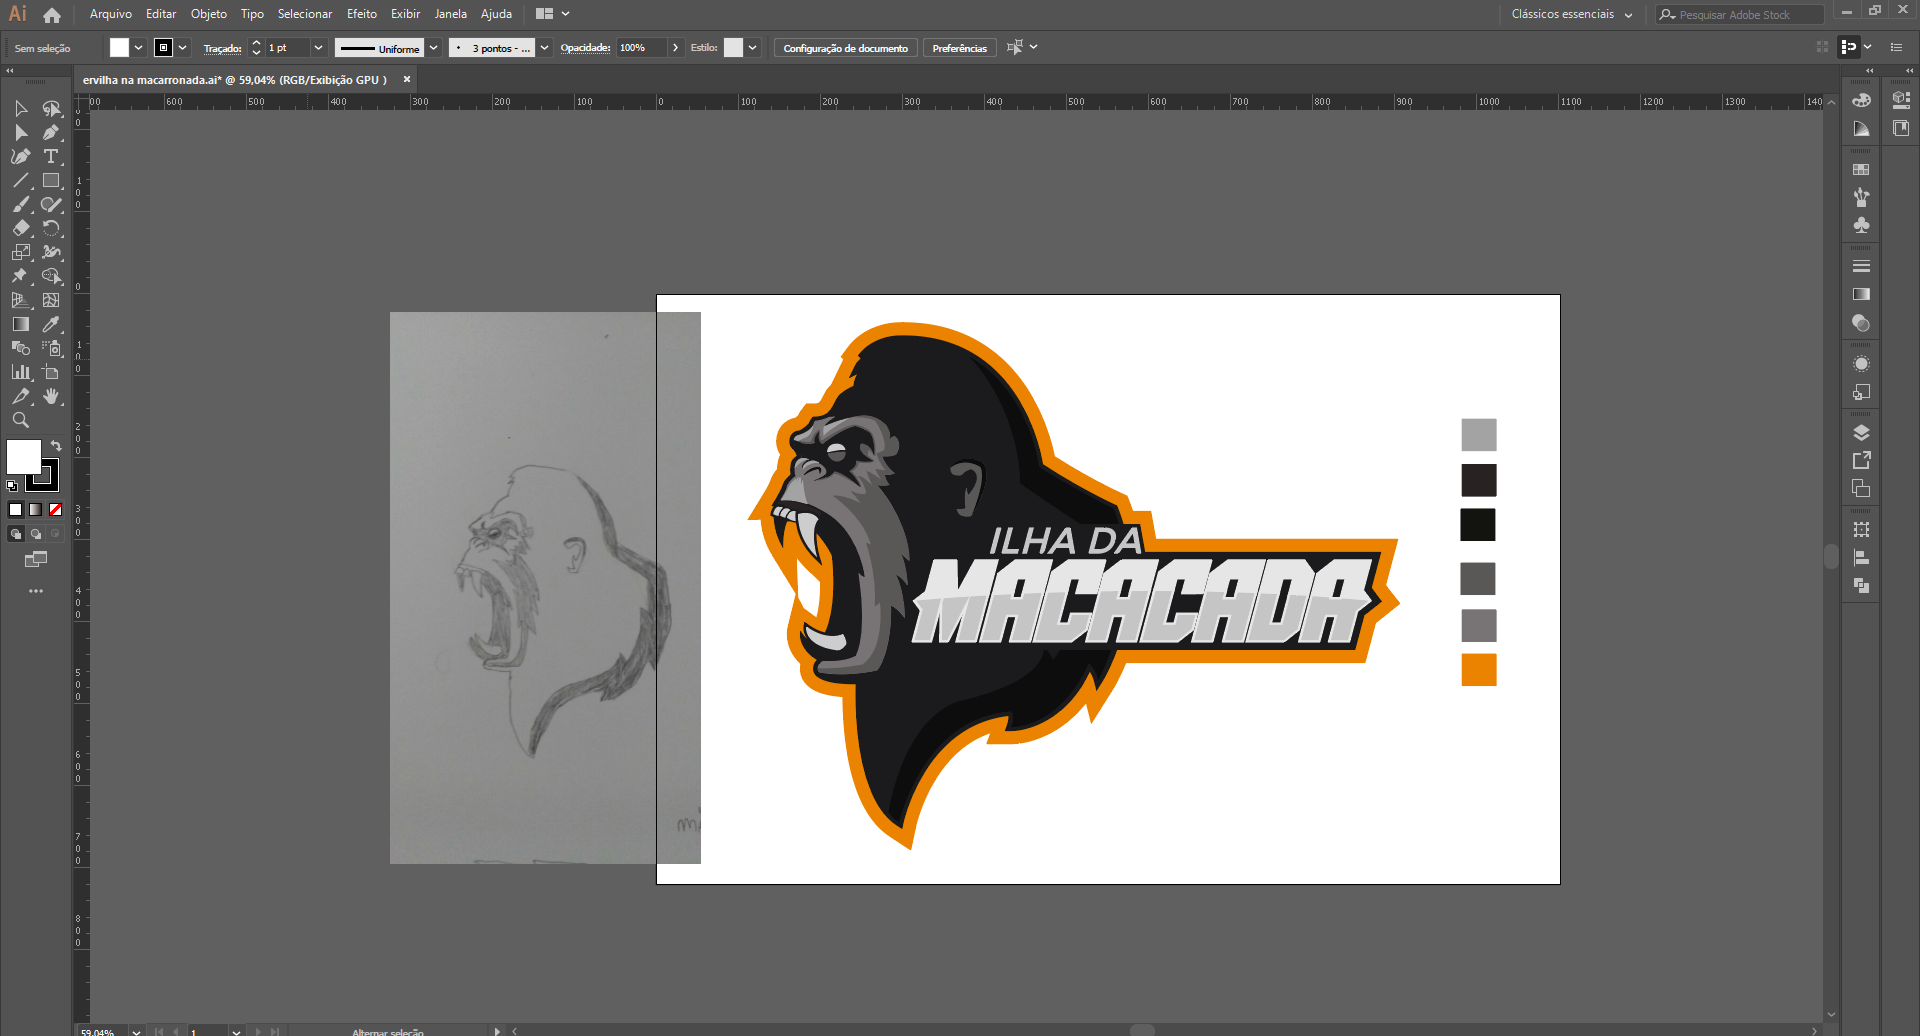 Ai Arquivo Editar Objeto Tipo Selecionar Efeito Exibir Janela Ajuda Clássicos essenciais Pesquisar Adobe Stock
Sem seleção Traçado: 1 pt Uniforme 3 pontos - ... Opacidade: 100% Estilo: Configuração de documento Preferências
ervilha na macarronada.ai* @ 59,04% (RGB/Exibição GPU ) ×
00 600 500 400 300 200 100 0 100 200 300 400 500 600 700 800 900 1000 1100 1200 1300 140
0
100
0
100
200
300
400
500
600
700
800
ILHA DA
MACACADA
59,04% 1 Alternar seleção